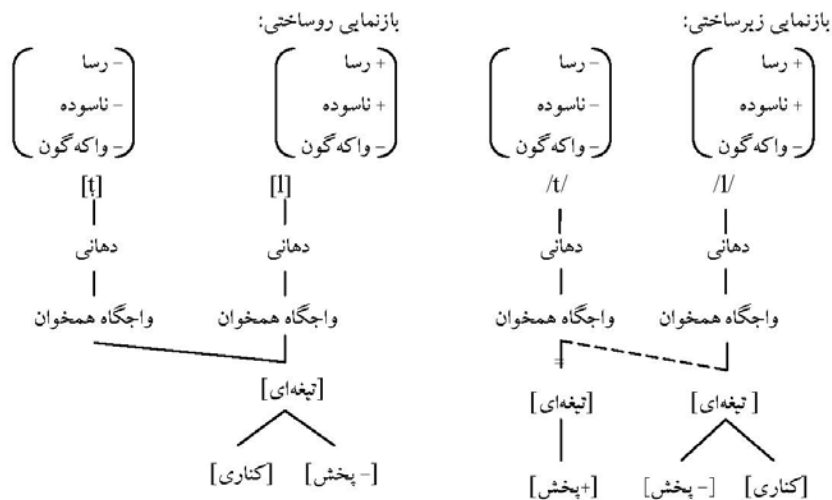 بازنمایی زیرساختی: بازنمایی روساختی:
+ رسا – رسا + رسا – رسا
+ ناسوده – ناسوده + ناسوده – ناسوده
– واکه‌گون – واکه‌گون – واکه‌گون – واکه‌گون
/l/ /t/ [l] [ṭ]
دهانی دهانی دهانی دهانی
واجگاه همخوان واجگاه همخوان واجگاه همخوان واجگاه همخوان
[تیغه‌ای] [تیغه‌ای] [تیغه‌ای]
[کناری] [– پخش] [+پخش] [– پخش] [کناری]